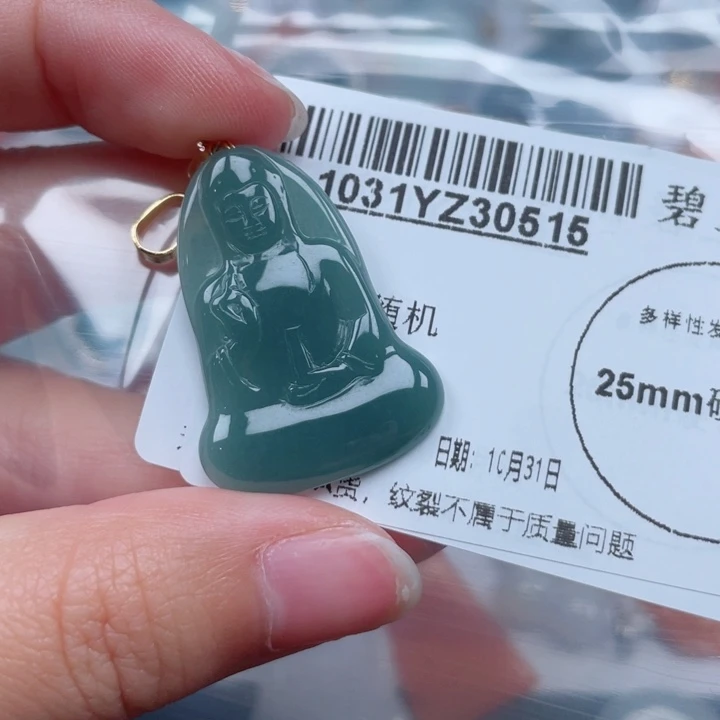 1031YZ30515
碧
随机
多样性发
25mm
日期：10月31日
纹裂不属于质量问题